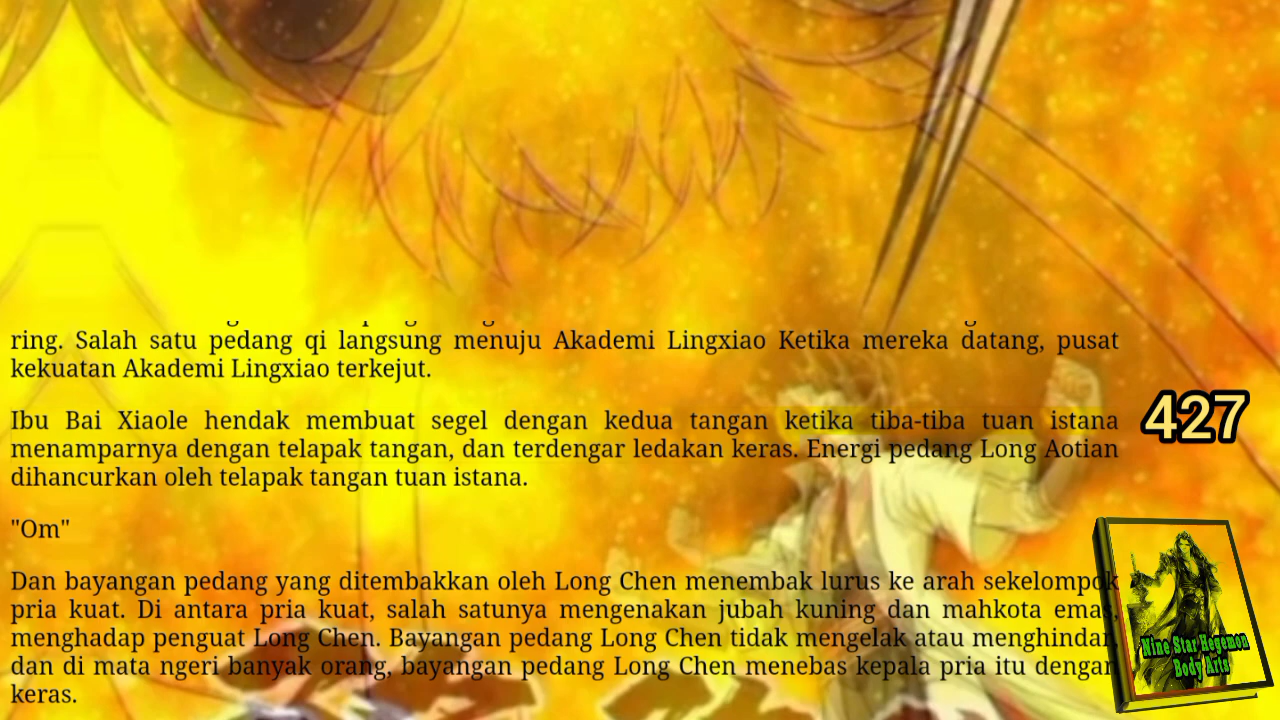 ring. Salah satu pedang qi langsung menuju Akademi Lingxiao Ketika mereka datang, pusat
kekuatan Akademi Lingxiao terkejut.
Ibu Bai Xiaole hendak membuat segel dengan kedua tangan ketika tiba-tiba tuan istana
menamparnya dengan telapak tangan, dan terdengar ledakan keras. Energi pedang Long Aotian
dihancurkan oleh telapak tangan tuan istana.
"Om"
Dan bayangan pedang yang ditembakkan oleh Long Chen menembak lurus ke arah sekelompok
pria kuat. Di antara pria kuat, salah satunya mengenakan jubah kuning dan mahkota emas,
menghadap penguat Long Chen. Bayangan pedang Long Chen tidak mengelak atau menghindar,
dan di mata ngeri banyak orang, bayangan pedang Long Chen menebas kepala pria itu dengan
keras.
427
Nine Star Hegemon
Body Arts